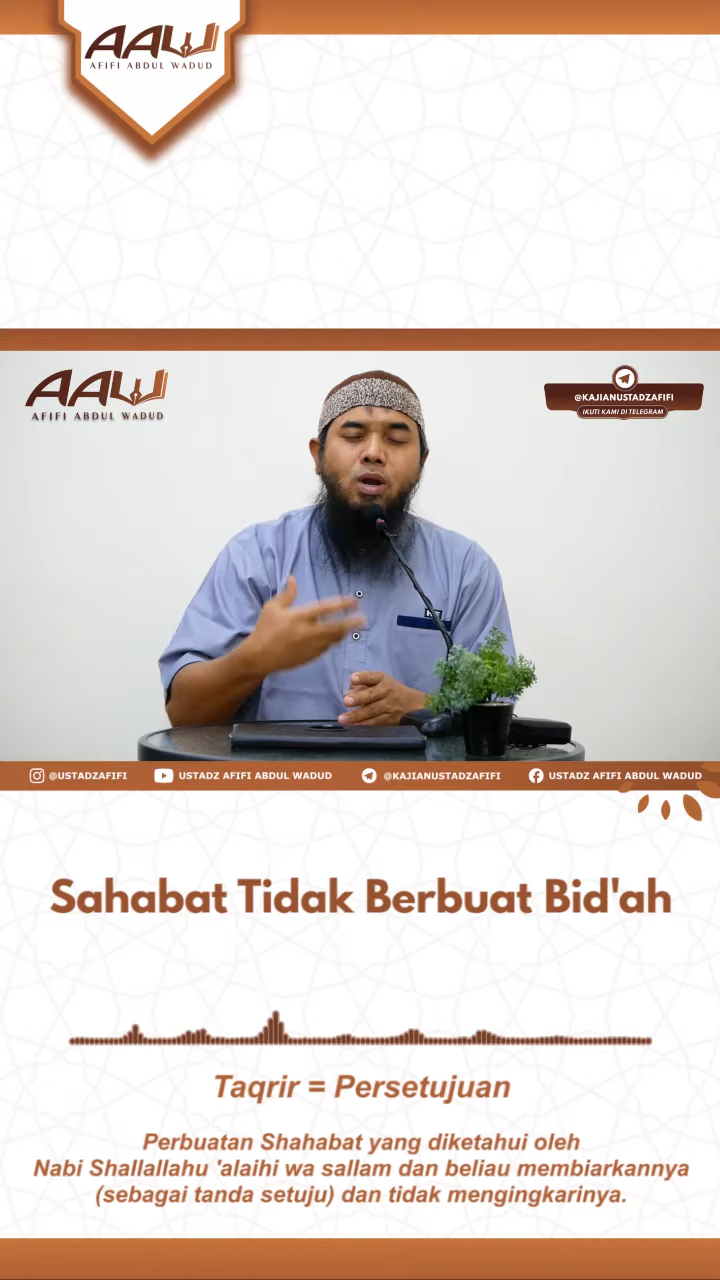 AAW
AFIFI ABDUL WADUD
AAW
AFIFI ABDUL WADUD
@KAJIANUSTADZAFIFI
IKUTI KAMI DI TELEGRAM
@USTADZAFIFI USTADZ AFIFI ABDUL WADUD @KAJIANUSTADZAFIFI USTADZ AFIFI ABDUL WADUD
Sahabat Tidak Berbuat Bid'ah
Taqrir = Persetujuan
Perbuatan Shahabat yang diketahui oleh
Nabi Shallallahu 'alaihi wa sallam dan beliau membiarkannya
(sebagai tanda setuju) dan tidak mengingkarinya.